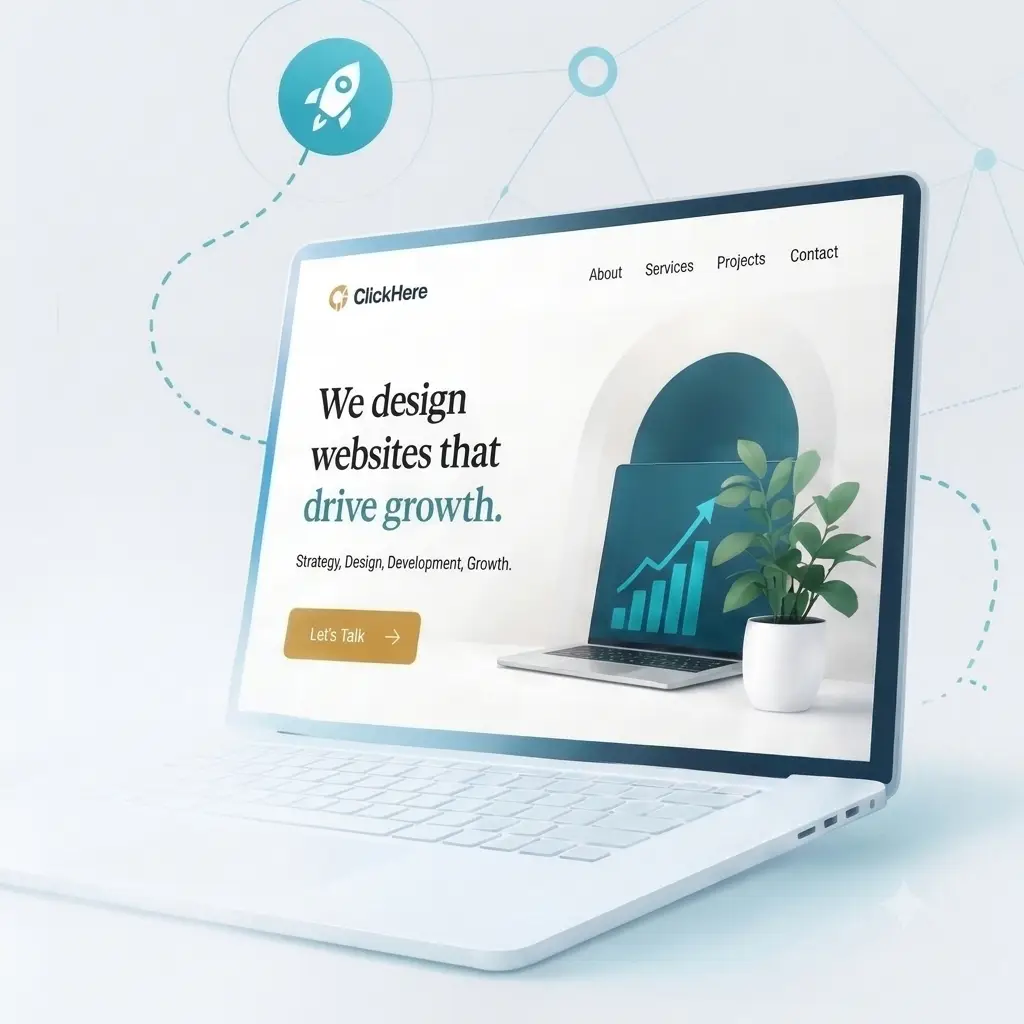 ClickHere
About
Services
Projects
Contact
We design
websites that
drive growth.
Strategy, Design, Development, Growth.
Let's Talk